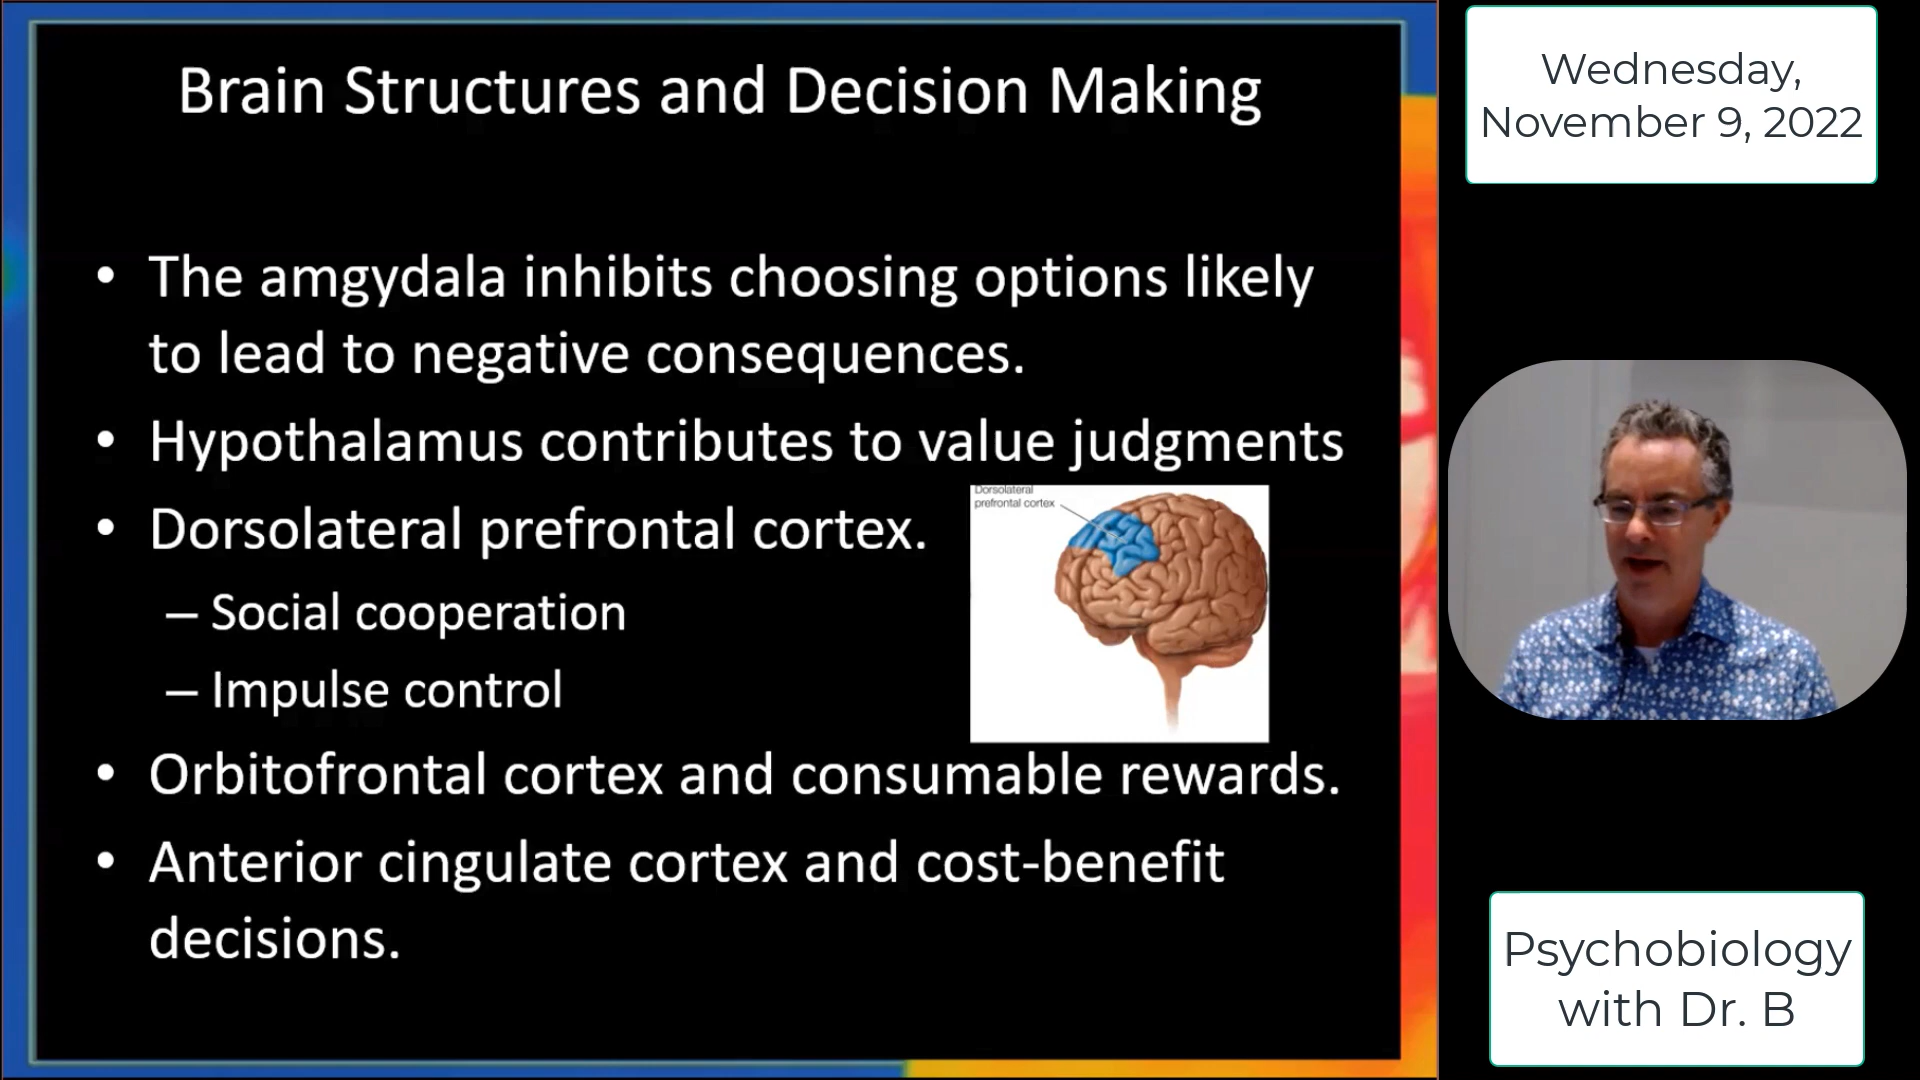 Brain Structures and Decision Making
• The amgydala inhibits choosing options likely
to lead to negative consequences.
• Hypothalamus contributes to value judgments
• Dorsolateral prefrontal cortex.
– Social cooperation
– Impulse control
Dorsolateral
prefrontal cortex
• Orbitofrontal cortex and consumable rewards.
• Anterior cingulate cortex and cost-benefit
decisions.
Wednesday,
November 9, 2022
Psychobiology
with Dr. B